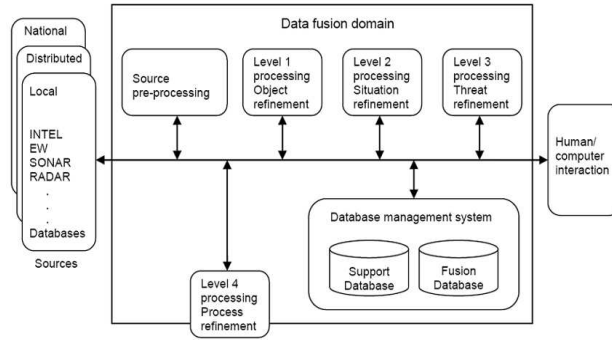 National
Distributed
Local
INTEL
EW
SONAR
RADAR
.
.
.
Databases
Sources
Data fusion domain
Source
pre-processing
Level 1
processing
Object
refinement
Level 2
processing
Situation
refinement
Level 3
processing
Threat
refinement
Human/
computer
interaction
Database management system
Support
Database
Fusion
Database
Level 4
processing
Process
refinement